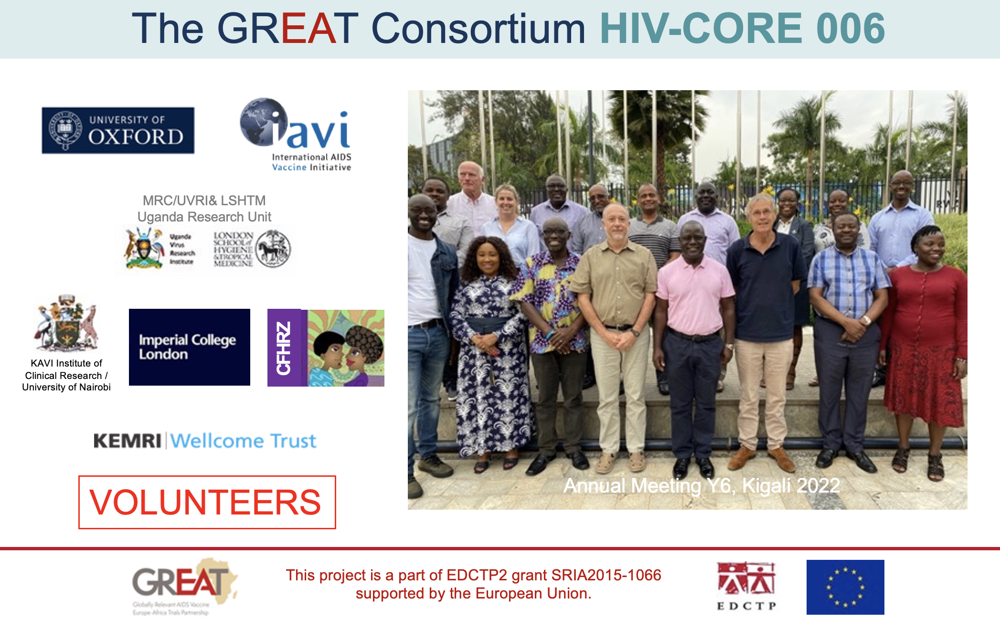 The GREAT Consortium HIV-CORE 006
UNIVERSITY OF
OXFORD
iavi
International AIDS
Vaccine Initiative
MRC/UVRI& LSHTM
Uganda Research Unit
Uganda
Virus
Research
Institute
LONDON
SCHOOL of
HYGIENE
&TROPICAL
MEDICINE
KAVI Institute of
Clinical Research /
University of Nairobi
Imperial College
London
CFHRZ
KEMRI | Wellcome Trust
VOLUNTEERS
Annual Meeting Y6, Kigali 2022
GREAT
Globally Relevant AIDS Vaccine
Europe-Africa Trials Partnership
This project is a part of EDCTP2 grant SRIA2015-1066
supported by the European Union.
EDCTP